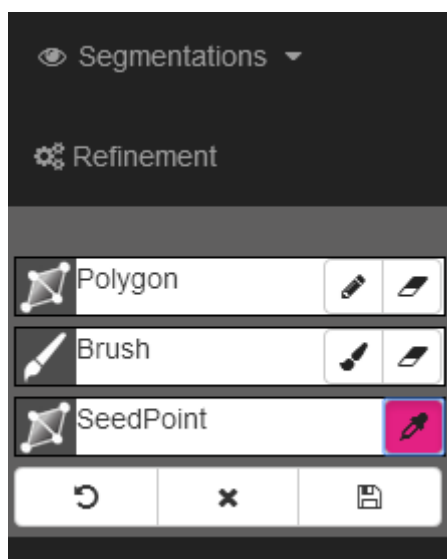 Segmentations
Refinement
Polygon
Brush
SeedPoint